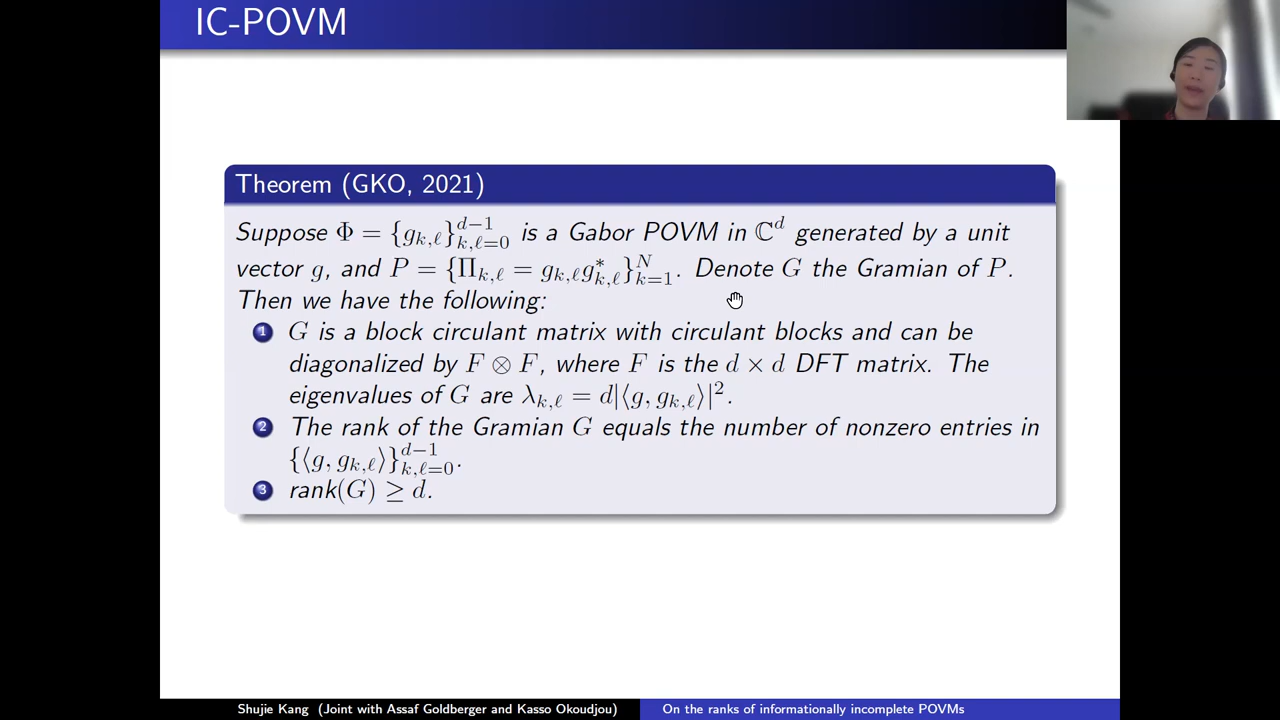 IC-POVM
Theorem (GKO, 2021)
Suppose Φ = {g_{k,ℓ}}_{k,ℓ=0}^{d−1} is a Gabor POVM in ℂ^d generated by a unit
vector g, and P = {Π_{k,ℓ} = g_{k,ℓ}g*_{k,ℓ}}_{k=1}^N. Denote G the Gramian of P.
Then we have the following:
1 G is a block circulant matrix with circulant blocks and can be
diagonalized by F ⊗ F, where F is the d × d DFT matrix. The
eigenvalues of G are λ_{k,ℓ} = d|⟨g, g_{k,ℓ}⟩|².
2 The rank of the Gramian G equals the number of nonzero entries in
{⟨g, g_{k,ℓ}⟩}_{k,ℓ=0}^{d−1}.
3 rank(G) ≥ d.
Shujie Kang (Joint with Assaf Goldberger and Kasso Okoudjou) On the ranks of informationally incomplete POVMs